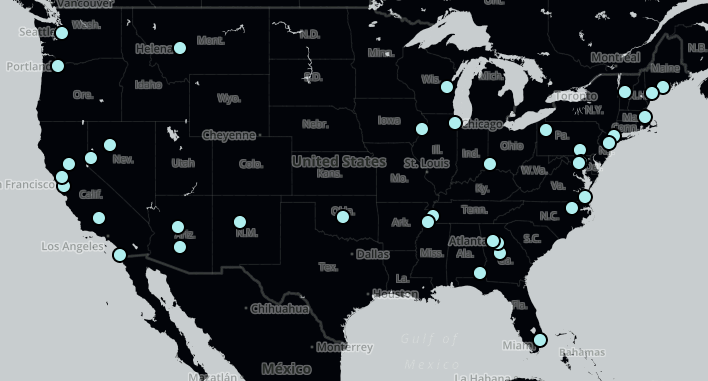 Vancouver
Ont.
Seattle
Wash.
Helena
Mont.
N.D.
Minn.
Montréal
N.B.
Maine
Portland
Ore.
Idaho
S.D.
Wis.
Mich.
Toronto
N.Y.
Wyo.
Iowa
Chicago
Conn.
Cheyenne
Nebr.
Ohio
Pa.
Nev.
Utah
Colo.
United States
Kans.
St. Louis
Ill.
Ind.
W.Va.
Mo.
Ky.
Va.
San Francisco
Calif.
Ariz.
N.M.
Okla.
Ark.
Tenn.
N.C.
Los Angeles
Dallas
Miss.
Ala.
Atlanta
Ga.
S.C.
Tex.
La.
Houston
Fla.
Chihuahua
Monterrey
Gulf of
Mexico
Miami
Bahamas
México
Mazatlán
La Habana